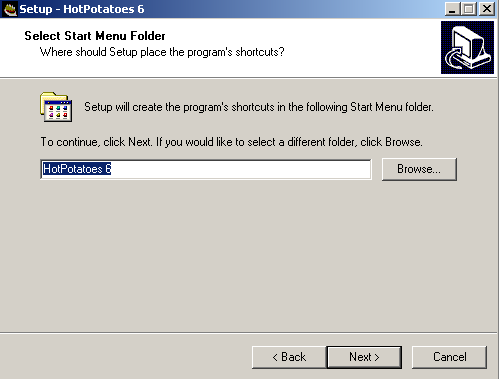 Setup - HotPotatoes 6
Select Start Menu Folder
Where should Setup place the program's shortcuts?
Setup will create the program's shortcuts in the following Start Menu folder.
To continue, click Next. If you would like to select a different folder, click Browse.
HotPotatoes 6
Browse...
< Back
Next >
Cancel